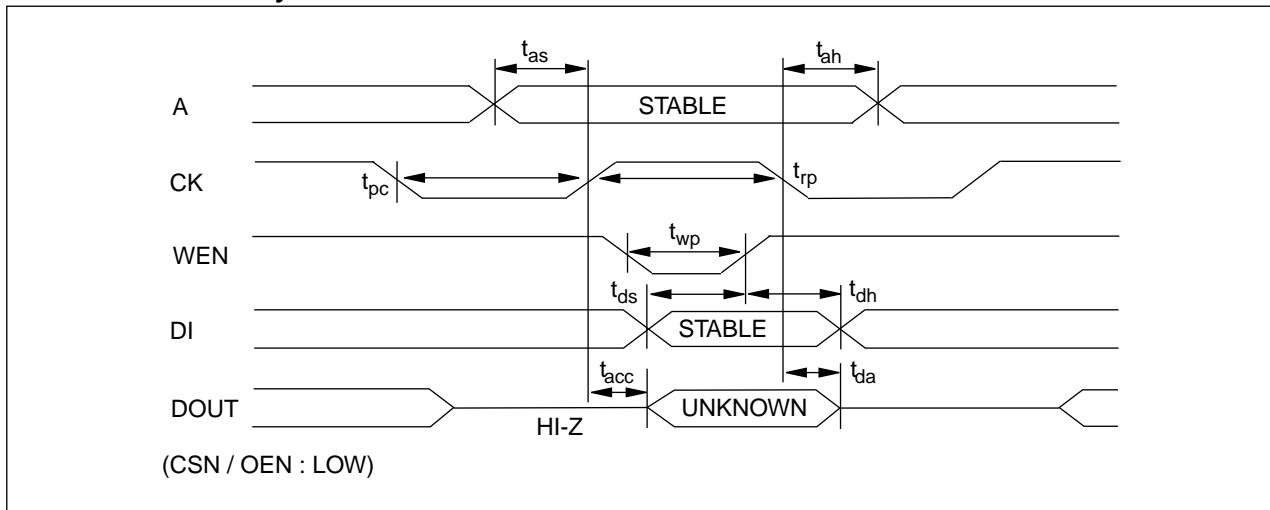 tas
tah
A
STABLE
CK
tpc
trp
WEN
twp
tds
tdh
DI
STABLE
tacc
tda
DOUT
UNKNOWN
HI-Z
(CSN / OEN : LOW)